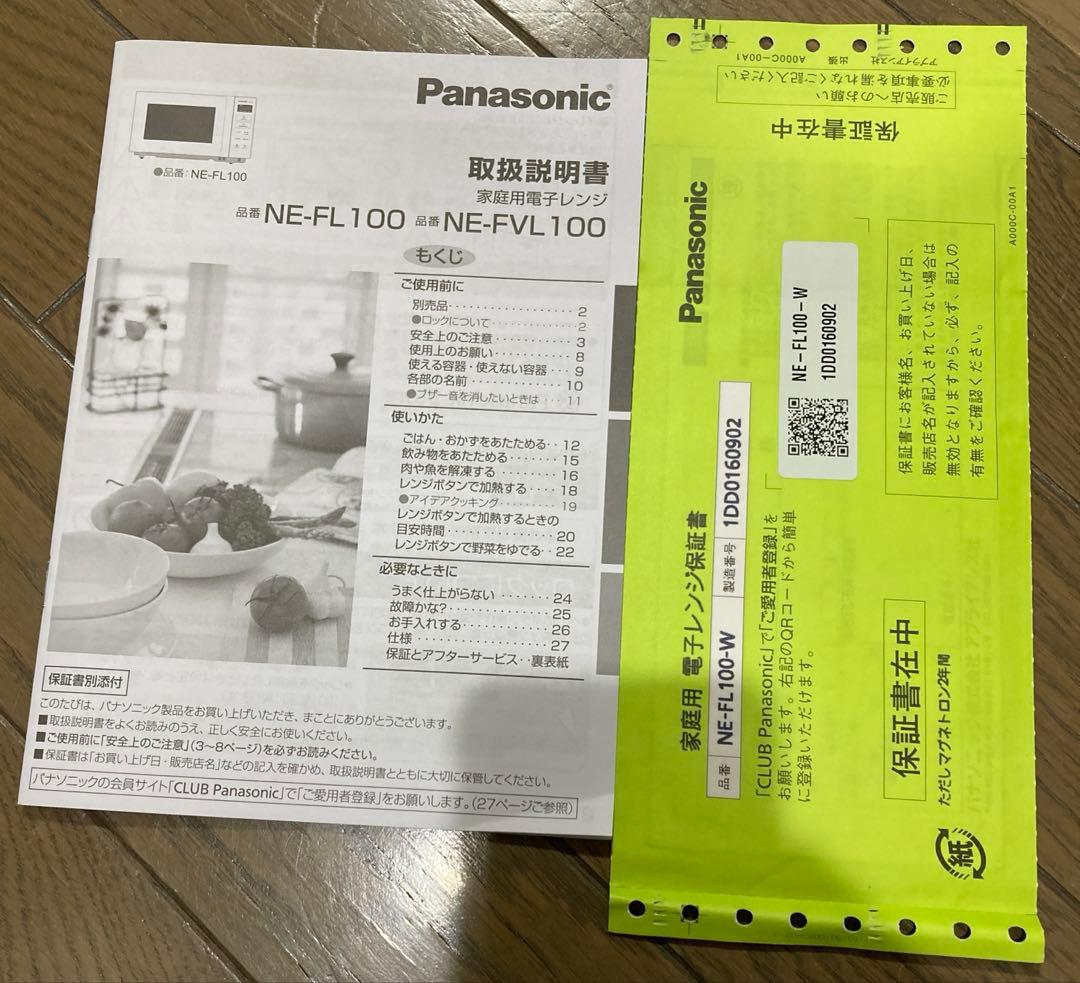 Panasonic
●品番: NE-FL100
取扱説明書
家庭用電子レンジ
品番 NE-FL100 品番 NE-FVL100
もくじ
ご使用前に
別売品・・・・・・・・・・・・・・・ 2
●ロックについて・・・・・・・・・・・・ 2
安全上のご注意・・・・・・・・・・ 3
使用上のお願い・・・・・・・・・・ 8
使える容器・使えない容器・・・ 9
各部の名前・・・・・・・・・・・・ 10
●ブザー音を消したいときは・・・・ 11
使いかた
ごはん・おかずをあたためる・・ 12
飲み物をあたためる・・・・・・・ 15
肉や魚を解凍する・・・・・・・・ 16
レンジボタンで加熱する・・・・ 18
●アイデアクッキング・・・・・・・・・ 19
レンジボタンで加熱するときの
目安時間・・・・・・・・・・・・・ 20
レンジボタンで野菜をゆでる・・ 22
必要なときに
うまく仕上がらない・・・・・・・ 24
故障かな?・・・・・・・・・・・・ 25
お手入れする・・・・・・・・・・・ 26
仕様・・・・・・・・・・・・・・・・ 27
保証とアフターサービス・・裏表紙
保証書別添付
このたびは、パナソニック製品をお買い上げいただき、まことにありがとうございます。
■取扱説明書をよくお読みのうえ、正しく安全にお使いください。
■ご使用前に「安全上のご注意」(3～8ページ)を必ずお読みください。
■保証書は「お買い上げ日・販売店名」などの記入を確かめ、取扱説明書とともに大切に保管してください。
パナソニックの会員サイト「CLUB Panasonic」で「ご愛用者登録」をお願いします。(27ページご参照)
アプライアンス社 出張 A000C-00A1
ご販売店へのお願い
必要事項を漏れなくご記入ください
保証書在中
Panasonic
家庭用 電子レンジ保証書
品番 NE-FL100-W 製造番号 1DD0160902
「CLUB Panasonic」で「ご愛用者登録」を
お願いします。右記のQRコードから簡単
に登録いただけます。
NE-FL100-W
1DD0160902
保証書にお客様名、お買い上げ日、
販売店名が記入されていない場合は
無効となりますから、必ず、記入の
有無をご確認ください。
A000C-00A1
保証書在中
ただしマグネトロン2年間
紙